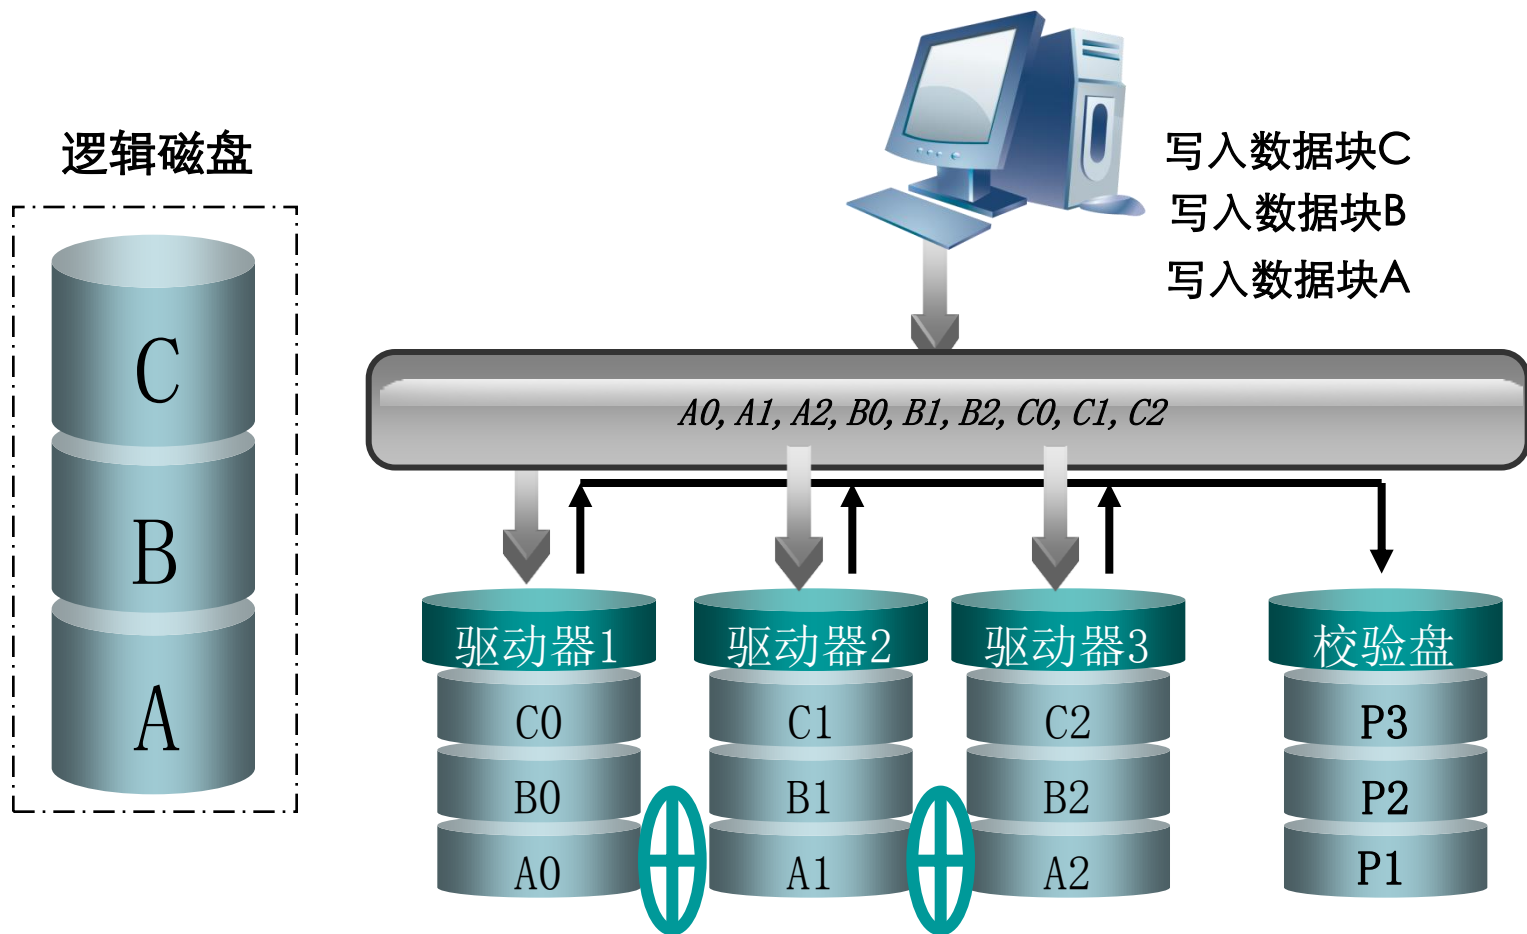 逻辑磁盘
C
B
A
写入数据块C
写入数据块B
写入数据块A
A0, A1, A2, B0, B1, B2, C0, C1, C2
驱动器1 驱动器2 驱动器3 校验盘
C0 C1 C2 P3
B0 B1 B2 P2
A0 A1 A2 P1